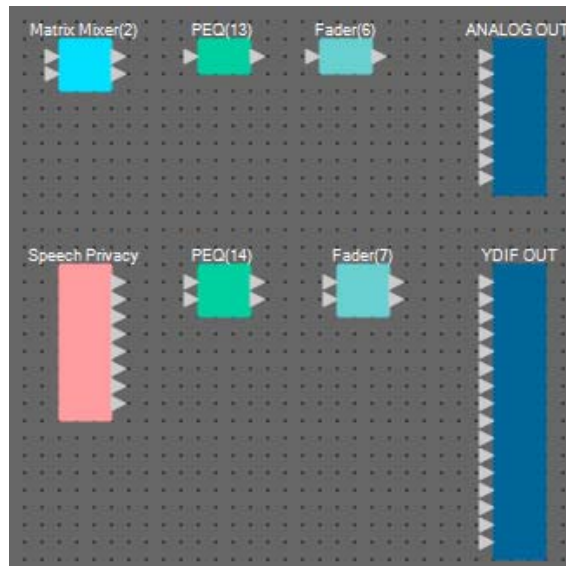 Matrix Mixer(2) PEQ(13) Fader(6) ANALOG OUT
Speech Privacy PEQ(14) Fader(7) YDIF OUT